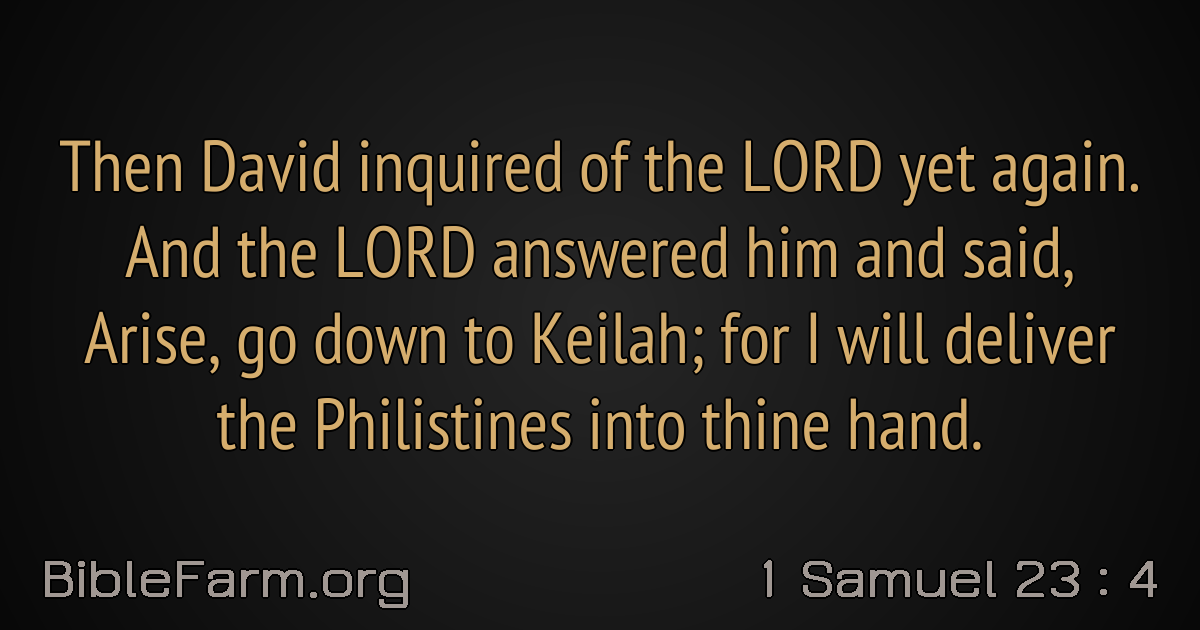 Then David inquired of the LORD yet again.
And the LORD answered him and said,
Arise, go down to Keilah; for I will deliver
the Philistines into thine hand.
BibleFarm.org
1 Samuel 23 : 4